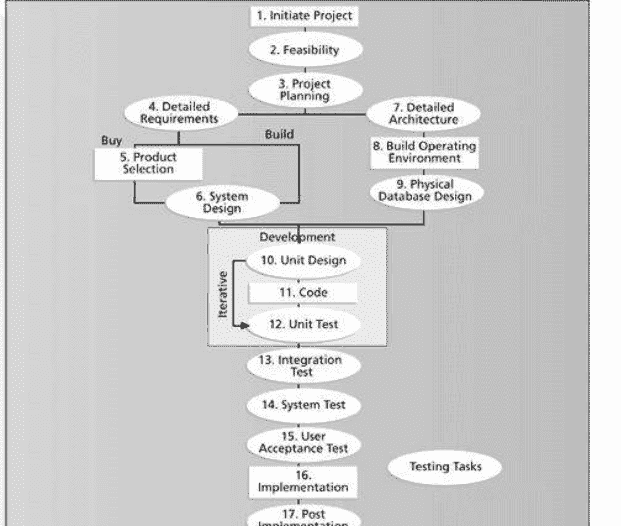 1. Initiate Project
2. Feasibility
3. Project
Planning
4. Detailed
Requirements
7. Detailed
Architecture
Buy
Build
5. Product
Selection
8. Build Operating
Environment
6. System
Design
9. Physical
Database Design
Development
Iterative
10. Unit Design
11. Code
12. Unit Test
13. Integration
Test
14. System Test
15. User
Acceptance Test
Testing Tasks
16.
Implementation
17. Post
Implementation